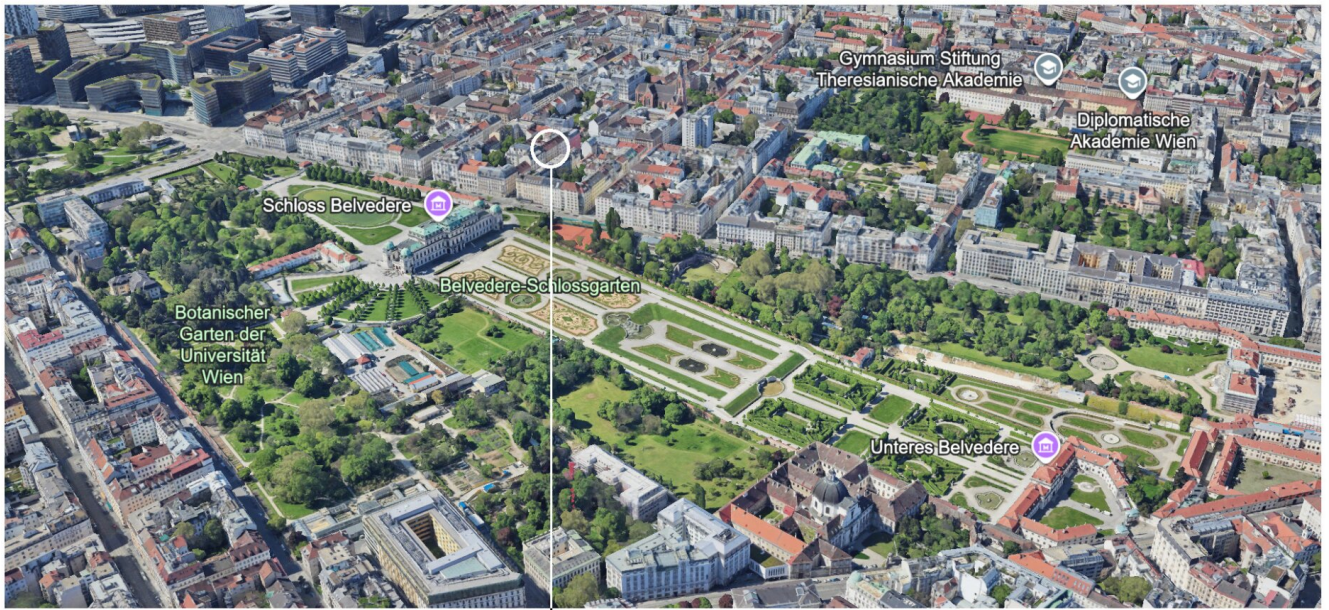 Gymnasium Stiftung
Theresianische Akademie
Diplomatische
Akademie Wien
Schloss Belvedere
Belvedere-Schlossgarten
Botanischer
Garten der
Universität
Wien
Unteres Belvedere